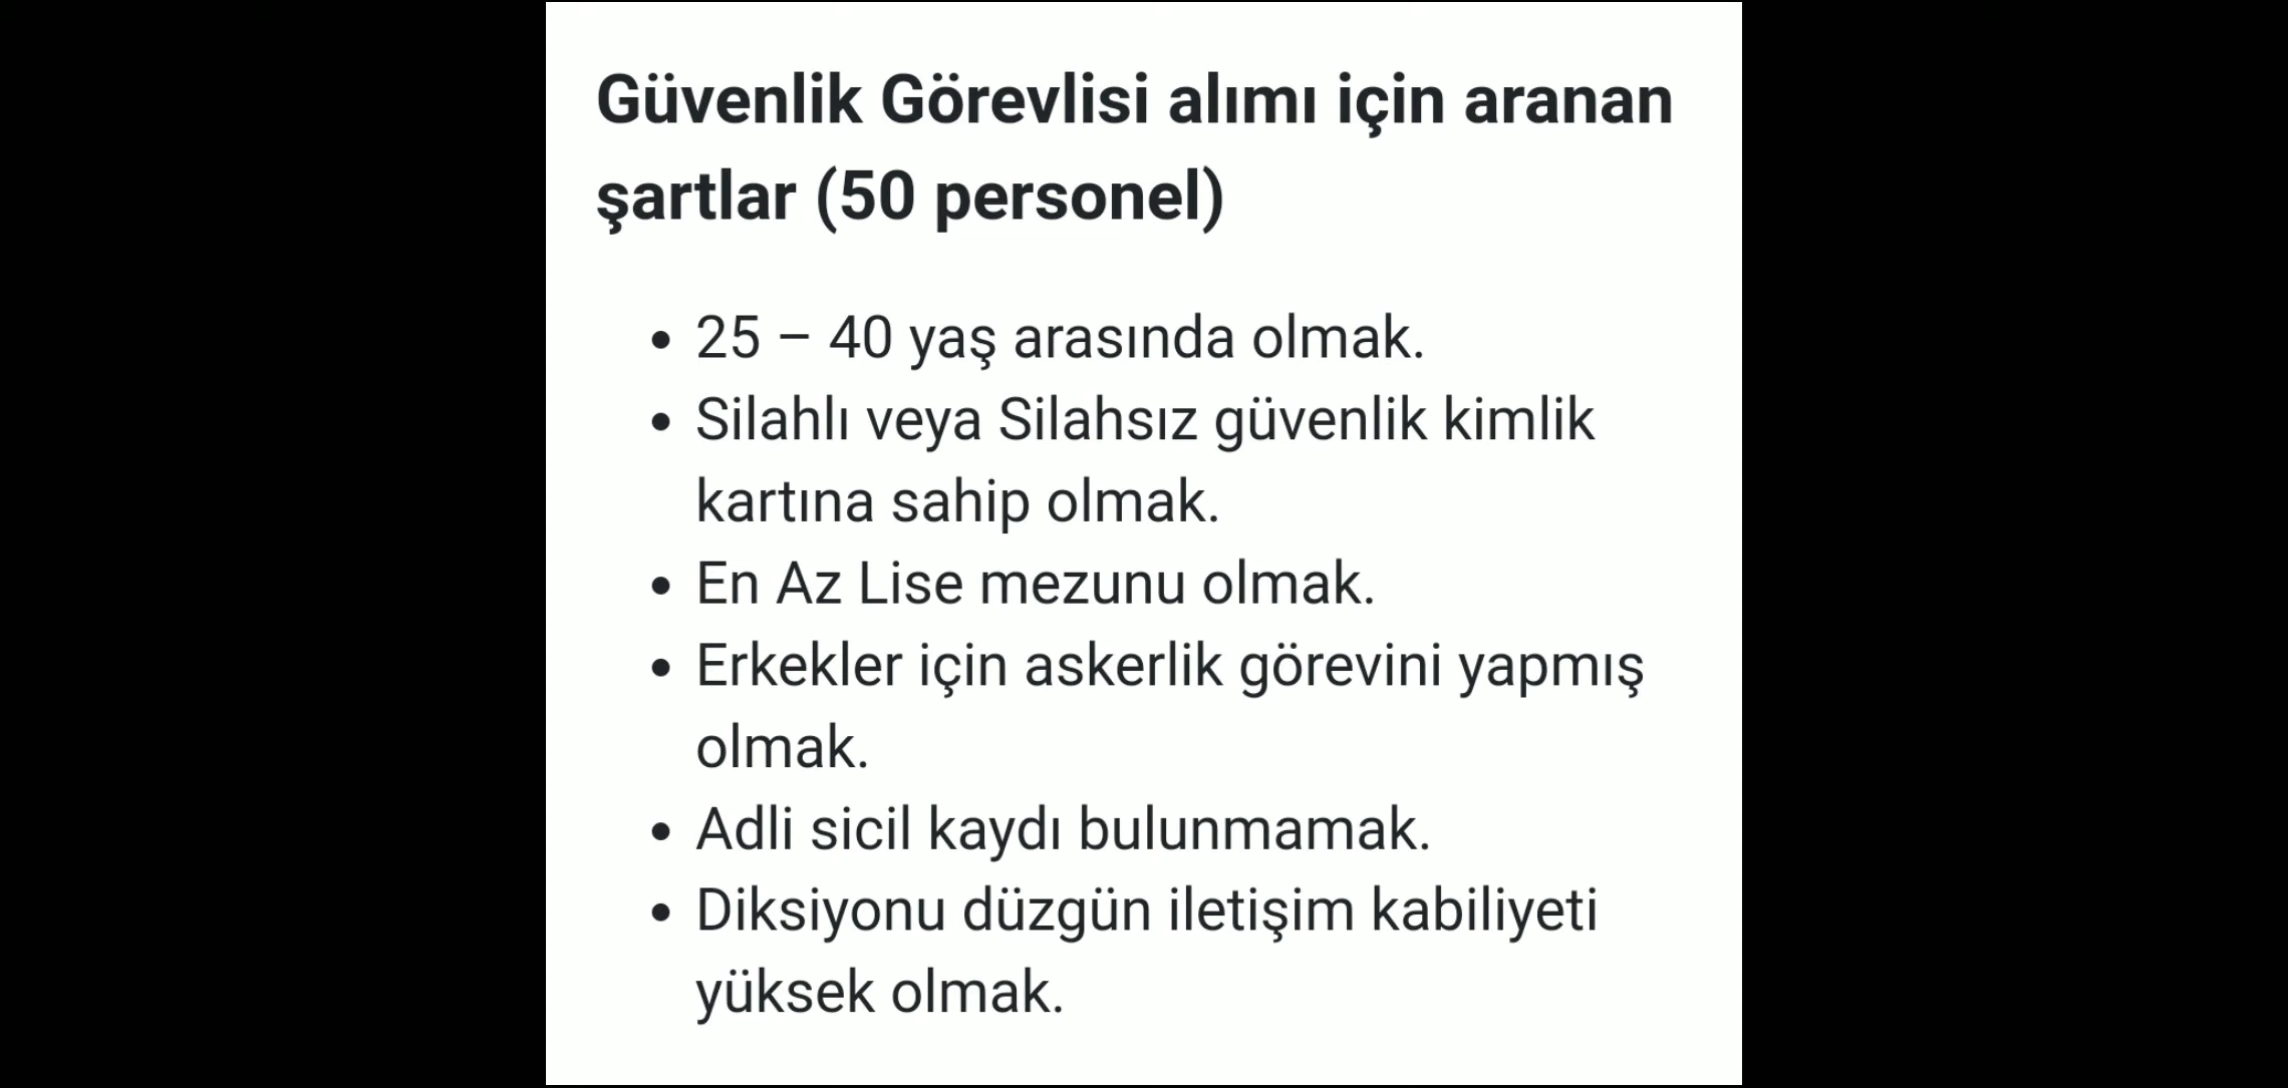 Güvenlik Görevlisi alımı için aranan
şartlar (50 personel)
• 25 – 40 yaş arasında olmak.
• Silahlı veya Silahsız güvenlik kimlik
kartına sahip olmak.
• En Az Lise mezunu olmak.
• Erkekler için askerlik görevini yapmış
olmak.
• Adli sicil kaydı bulunmamak.
• Diksiyonu düzgün iletişim kabiliyeti
yüksek olmak.